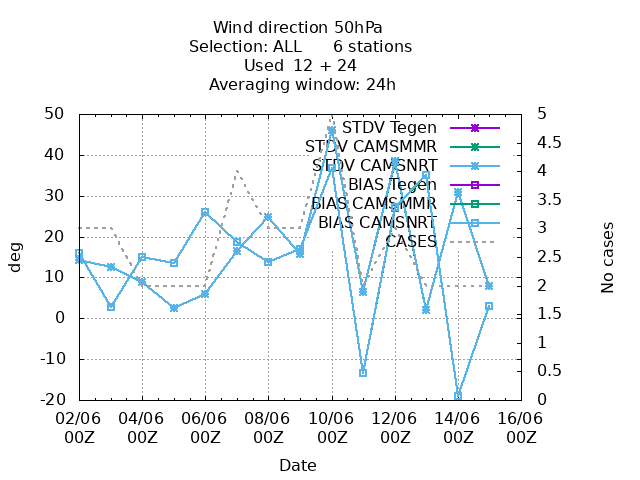 Wind direction 50hPa
Selection: ALL 6 stations
Used 12 + 24
Averaging window: 24h
50
40
30
20
10
0
-10
-20
deg
5
4.5
4
3.5
3
2.5
2
1.5
1
0.5
0
No cases
STDV Tegen
STDV CAMSMMR
STDV CAMSNRT
BIAS Tegen
BIAS CAMSMMR
BIAS CAMSNRT
CASES
02/06 04/06 06/06 08/06 10/06 12/06 14/06 16/06
00Z 00Z 00Z 00Z 00Z 00Z 00Z 00Z
Date